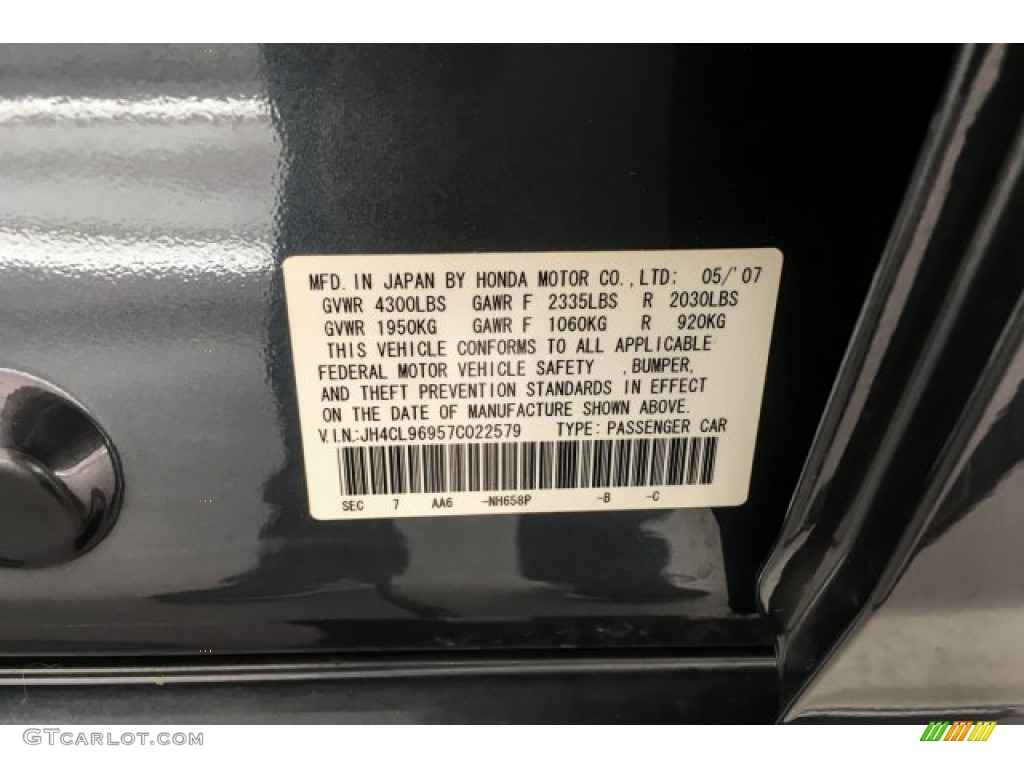 MFD. IN JAPAN BY HONDA MOTOR CO., LTD: 05/'07
GVWR 4300LBS GAWR F 2335LBS R 2030LBS
GVWR 1950KG GAWR F 1060KG R 920KG
THIS VEHICLE CONFORMS TO ALL APPLICABLE
FEDERAL MOTOR VEHICLE SAFETY , BUMPER,
AND THEFT PREVENTION STANDARDS IN EFFECT
ON THE DATE OF MANUFACTURE SHOWN ABOVE.
V.I.N.:JH4CL96957C022579 TYPE: PASSENGER CAR
SEC 7 AA6 -NH658P -B -C
GTcarlot.com